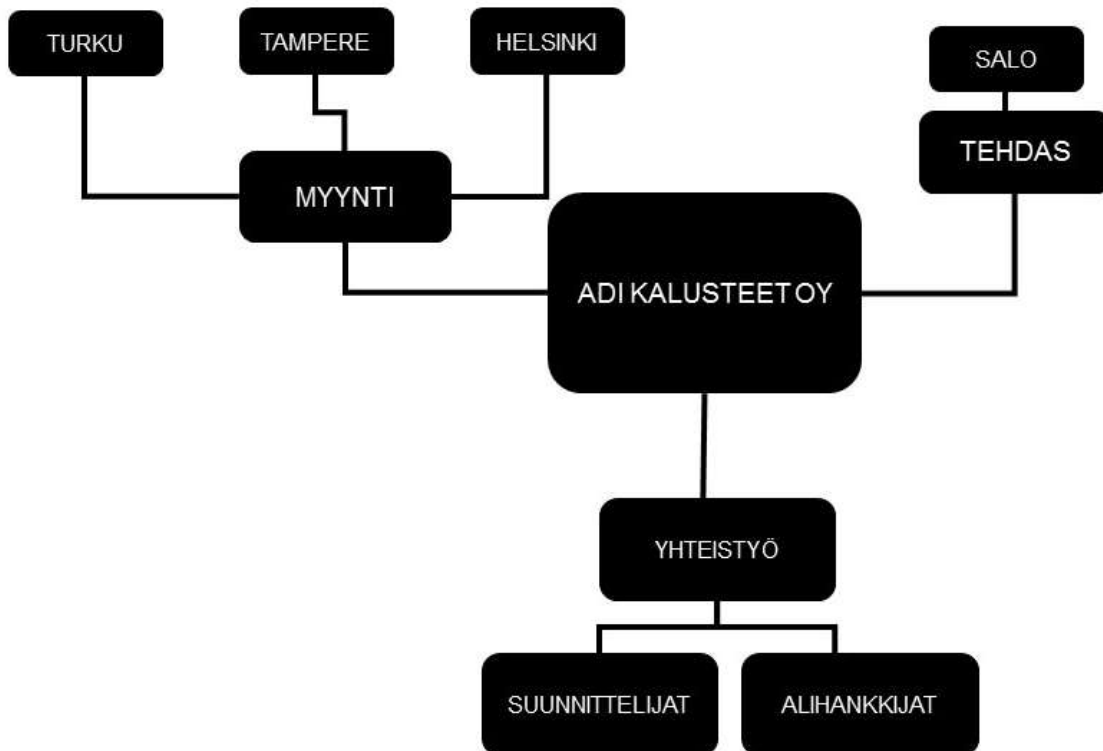 TURKU
TAMPERE
HELSINKI
SALO
TEHDAS
MYYNTI
ADI KALUSTEET OY
YHTEISTYÖ
SUUNNITTELIJAT
ALIHANKKIJAT